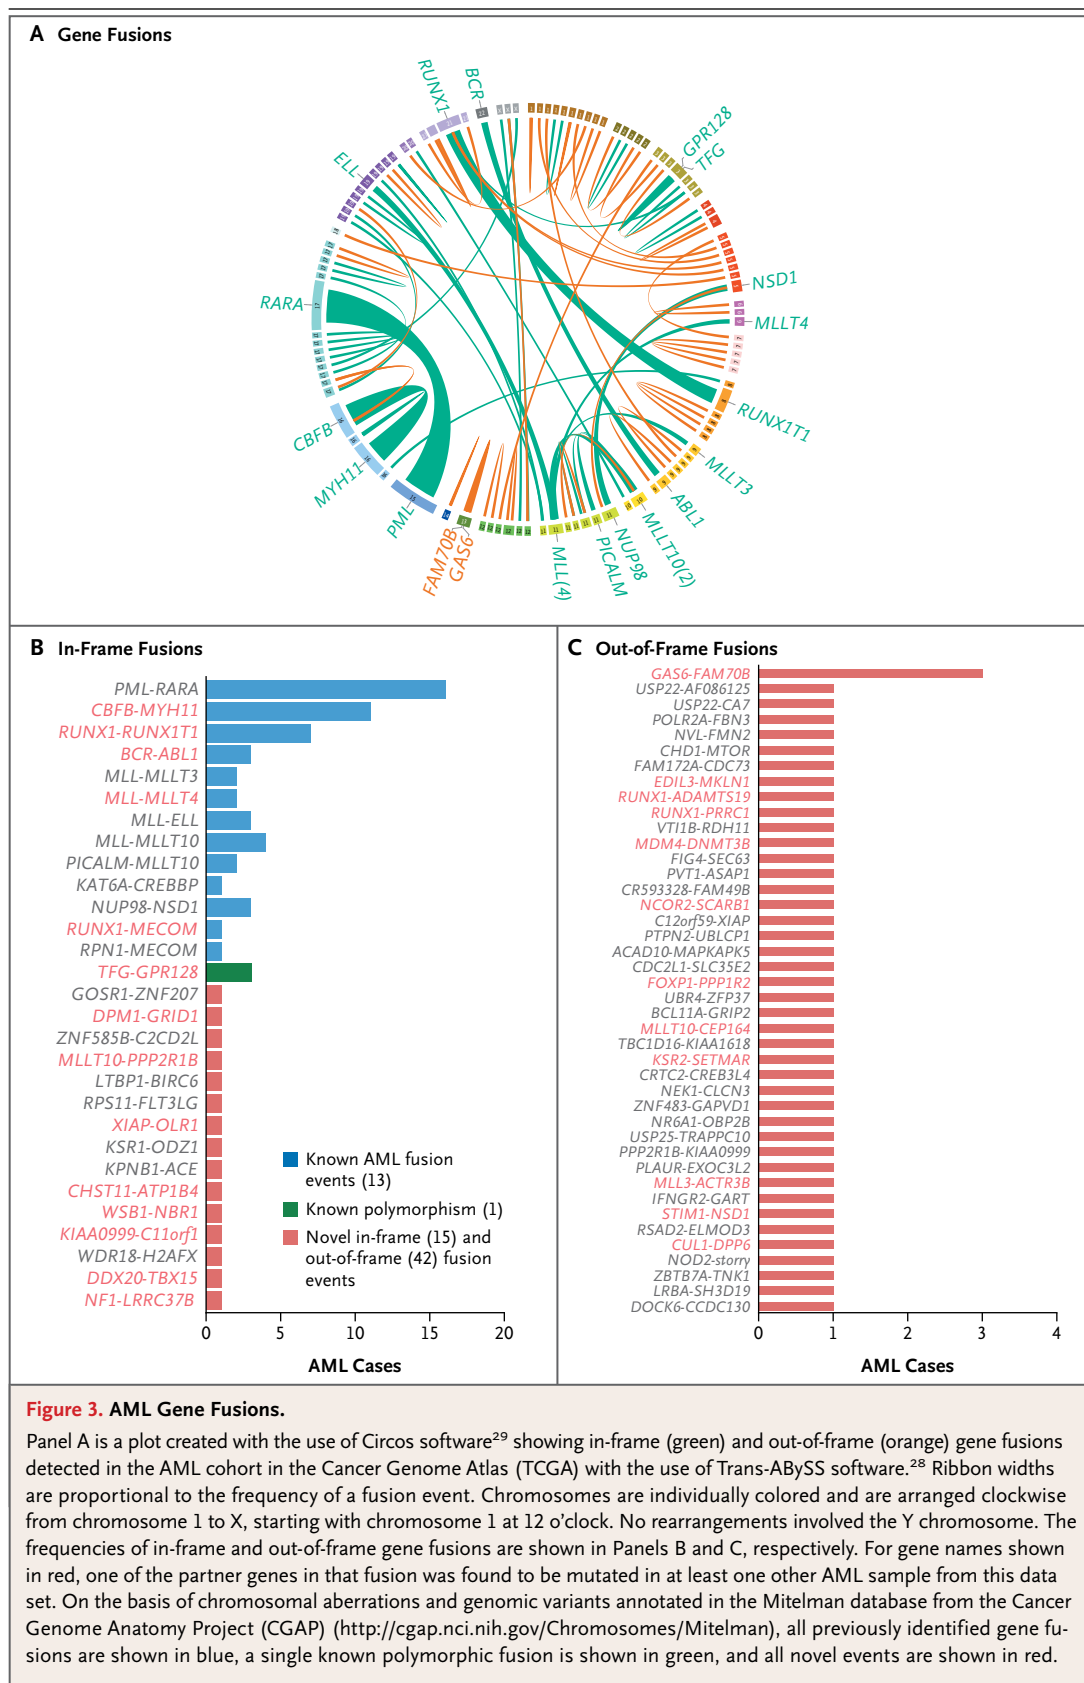 A Gene Fusions
RUNX1
BCR
GPR128
TFG
ELL
NSD1
RARA
MLLT4
RUNX1T1
CBFB
MLLT3
MYH11
ABL1
PML
MLLT10(2)
FAM70B
GAS6
NUP98
PICALM
MLL(4)
B In-Frame Fusions
PML-RARA
CBFB-MYH11
RUNX1-RUNX1T1
BCR-ABL1
MLL-MLLT3
MLL-MLLT4
MLL-ELL
MLL-MLLT10
PICALM-MLLT10
KAT6A-CREBBP
NUP98-NSD1
RUNX1-MECOM
RPN1-MECOM
TFG-GPR128
GOSR1-ZNF207
DPM1-GRID1
ZNF585B-C2CD2L
MLLT10-PPP2R1B
LTBP1-BIRC6
RPS11-FLT3LG
XIAP-OLR1
KSR1-ODZ1
KPNB1-ACE
CHST11-ATP1B4
WSB1-NBR1
KIAA0999-C11orf1
WDR18-H2AFX
DDX20-TBX15
NF1-LRRC37B
Known AML fusion
events (13)
Known polymorphism (1)
Novel in-frame (15) and
out-of-frame (42) fusion
events
0 5 10 15 20
AML Cases
C Out-of-Frame Fusions
GAS6-FAM70B
USP22-AF086125
USP22-CA7
POLR2A-FBN3
NVL-FMN2
CHD1-MTOR
FAM172A-CDC73
EDIL3-MKLN1
RUNX1-ADAMTS19
RUNX1-PRRC1
VTI1B-RDH11
MDM4-DNMT3B
FIG4-SEC63
PVT1-ASAP1
CR593328-FAM49B
NCOR2-SCARB1
C12orf59-XIAP
PTPN2-UBLCP1
ACAD10-MAPKAPK5
CDC2L1-SLC35E2
FOXP1-PPP1R2
UBR4-ZFP37
BCL11A-GRIP2
MLLT10-CEP164
TBC1D16-KIAA1618
KSR2-SETMAR
CRTC2-CREB3L4
NEK1-CLCN3
ZNF483-GAPVD1
NR6A1-OBP2B
USP25-TRAPPC10
PPP2R1B-KIAA0999
PLAUR-EXOC3L2
MLL3-ACTR3B
IFNGR2-GART
STIM1-NSD1
RSAD2-ELMOD3
CUL1-DPP6
NOD2-storry
ZBTB7A-TNK1
LRBA-SH3D19
DOCK6-CCDC130
0 1 2 3 4
AML Cases
Figure 3. AML Gene Fusions.
Panel A is a plot created with the use of Circos software²⁹ showing in-frame (green) and out-of-frame (orange) gene fusions
detected in the AML cohort in the Cancer Genome Atlas (TCGA) with the use of Trans-ABySS software.²⁸ Ribbon widths
are proportional to the frequency of a fusion event. Chromosomes are individually colored and are arranged clockwise
from chromosome 1 to X, starting with chromosome 1 at 12 o’clock. No rearrangements involved the Y chromosome. The
frequencies of in-frame and out-of-frame gene fusions are shown in Panels B and C, respectively. For gene names shown
in red, one of the partner genes in that fusion was found to be mutated in at least one other AML sample from this data
set. On the basis of chromosomal aberrations and genomic variants annotated in the Mitelman database from the Cancer
Genome Anatomy Project (CGAP) (http://cgap.nci.nih.gov/Chromosomes/Mitelman), all previously identified gene fu-
sions are shown in blue, a single known polymorphic fusion is shown in green, and all novel events are shown in red.